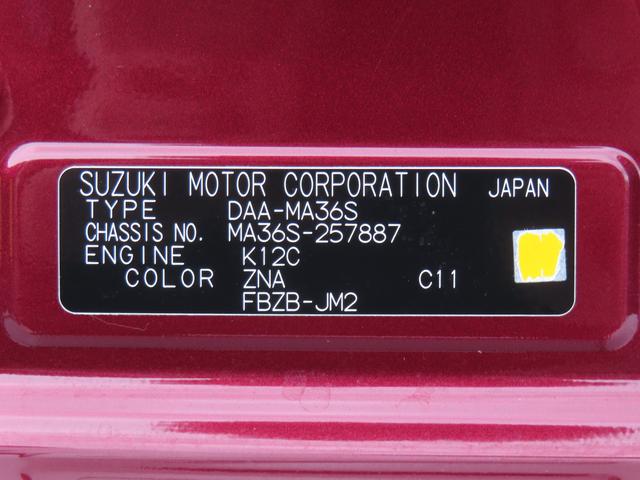 SUZUKI MOTOR CORPORATION JAPAN
TYPE DAA-MA36S
CHASSIS NO. MA36S-257887
ENGINE K12C
COLOR ZNA C11
FBZB-JM2